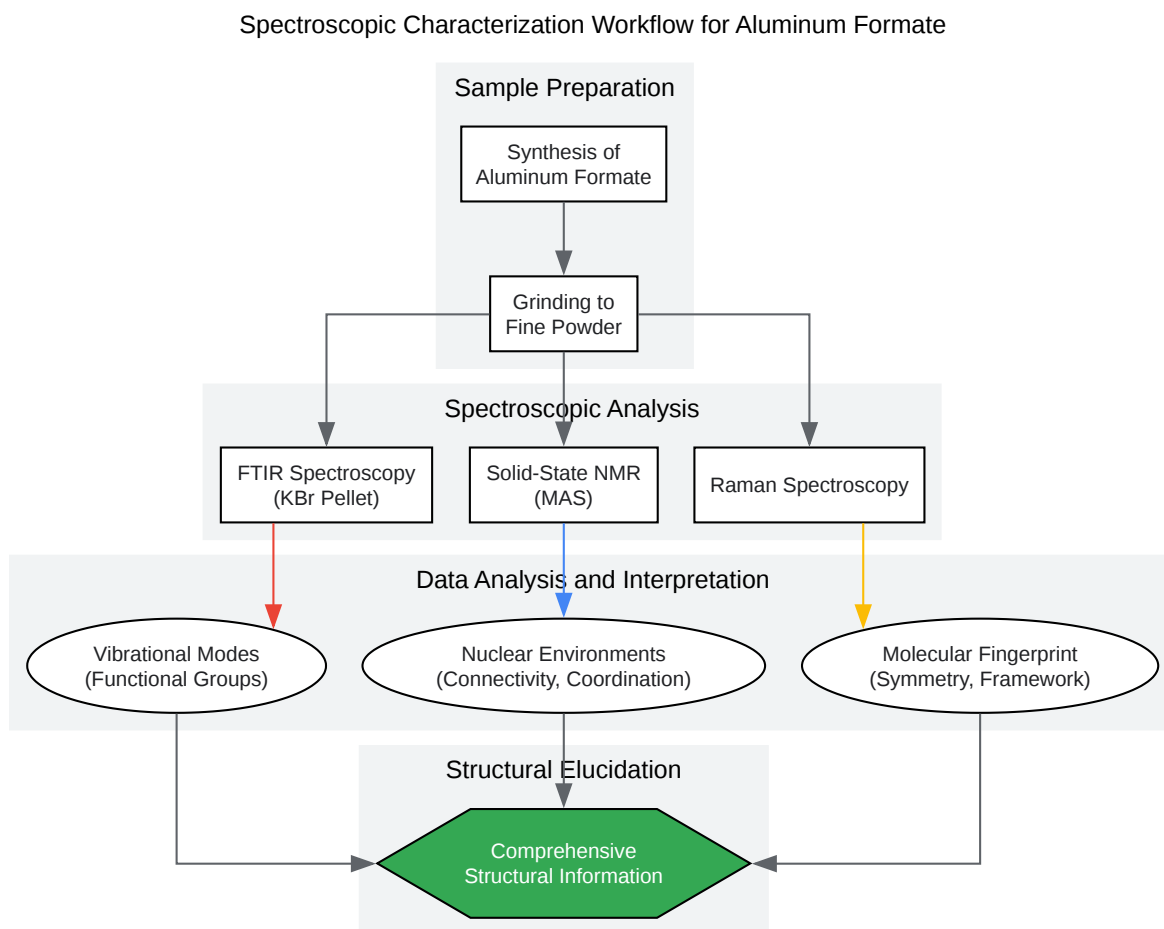 Spectroscopic Characterization Workflow for Aluminum Formate
Sample Preparation
Synthesis of
Aluminum Formate
Grinding to
Fine Powder
Spectroscopic Analysis
FTIR Spectroscopy
(KBr Pellet)
Solid-State NMR
(MAS)
Raman Spectroscopy
Data Analysis and Interpretation
Vibrational Modes
(Functional Groups)
Nuclear Environments
(Connectivity, Coordination)
Molecular Fingerprint
(Symmetry, Framework)
Structural Elucidation
Comprehensive
Structural Information